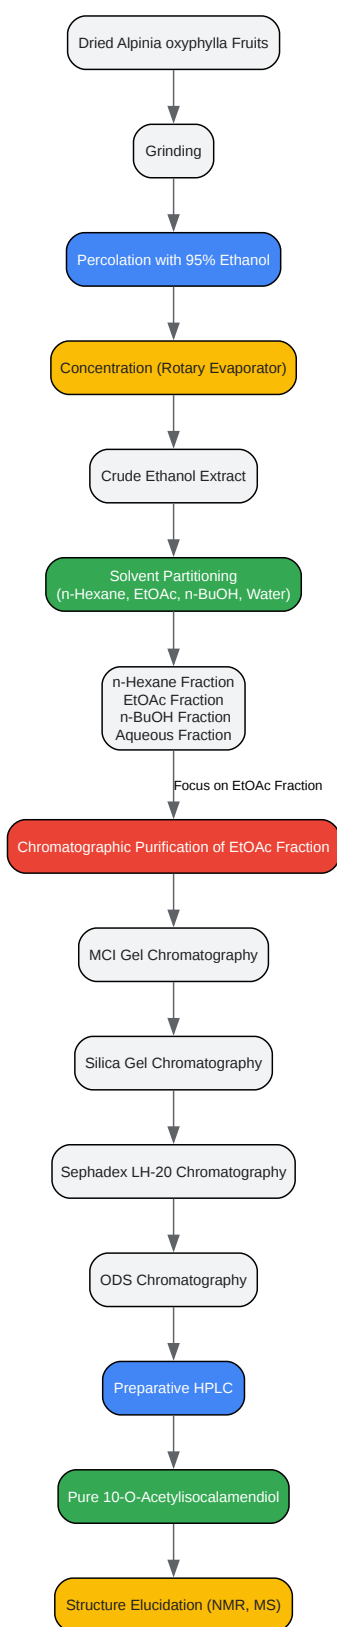 Dried Alpinia oxyphylla Fruits
Grinding
Percolation with 95% Ethanol
Concentration (Rotary Evaporator)
Crude Ethanol Extract
Solvent Partitioning
(n-Hexane, EtOAc, n-BuOH, Water)
n-Hexane Fraction
EtOAc Fraction
n-BuOH Fraction
Aqueous Fraction
Focus on EtOAc Fraction
Chromatographic Purification of EtOAc Fraction
MCI Gel Chromatography
Silica Gel Chromatography
Sephadex LH-20 Chromatography
ODS Chromatography
Preparative HPLC
Pure 10-O-Acetylisocalamendiol
Structure Elucidation (NMR, MS)